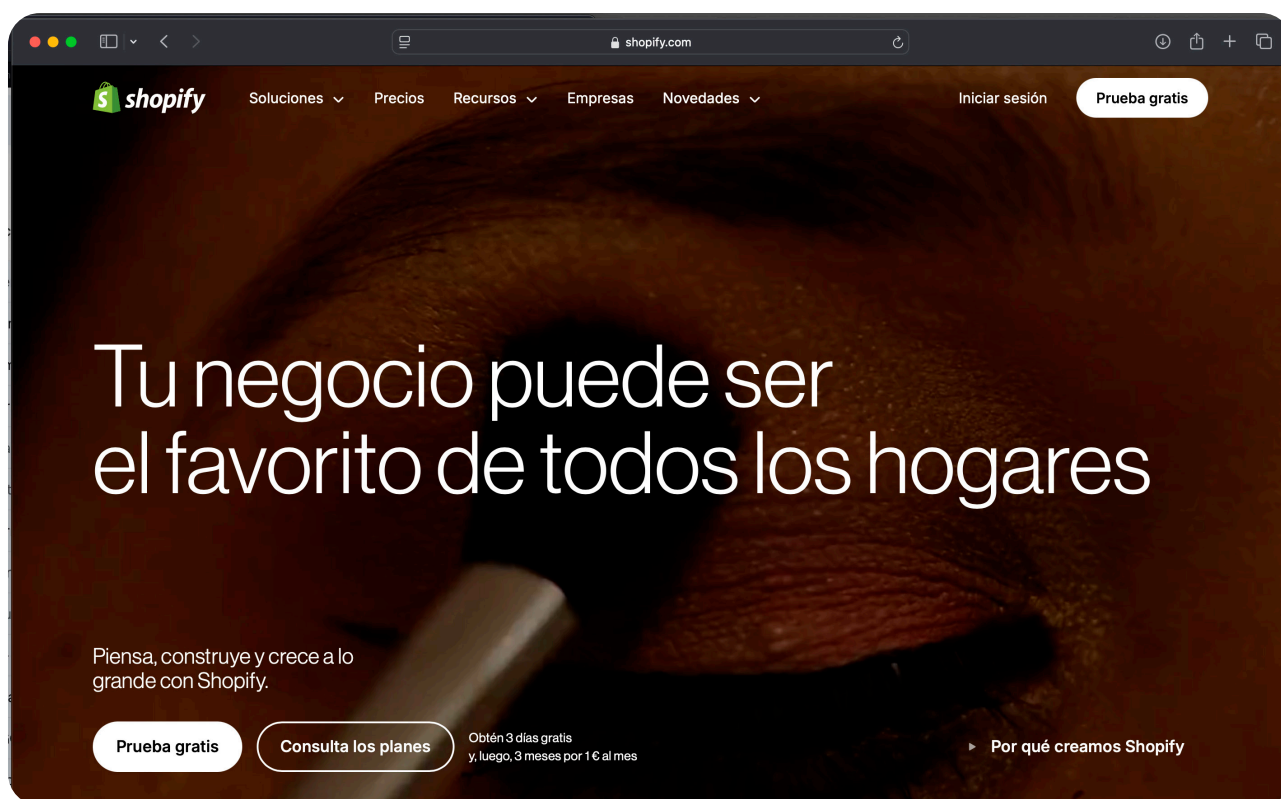 shopify.com
shopify
Soluciones
Precios
Recursos
Empresas
Novedades
Iniciar sesión
Prueba gratis
Tu negocio puede ser
el favorito de todos los hogares
Piensa, construye y crece a lo
grande con Shopify.
Prueba gratis
Consulta los planes
Obtén 3 días gratis
y, luego, 3 meses por 1 € al mes
Por qué creamos Shopify